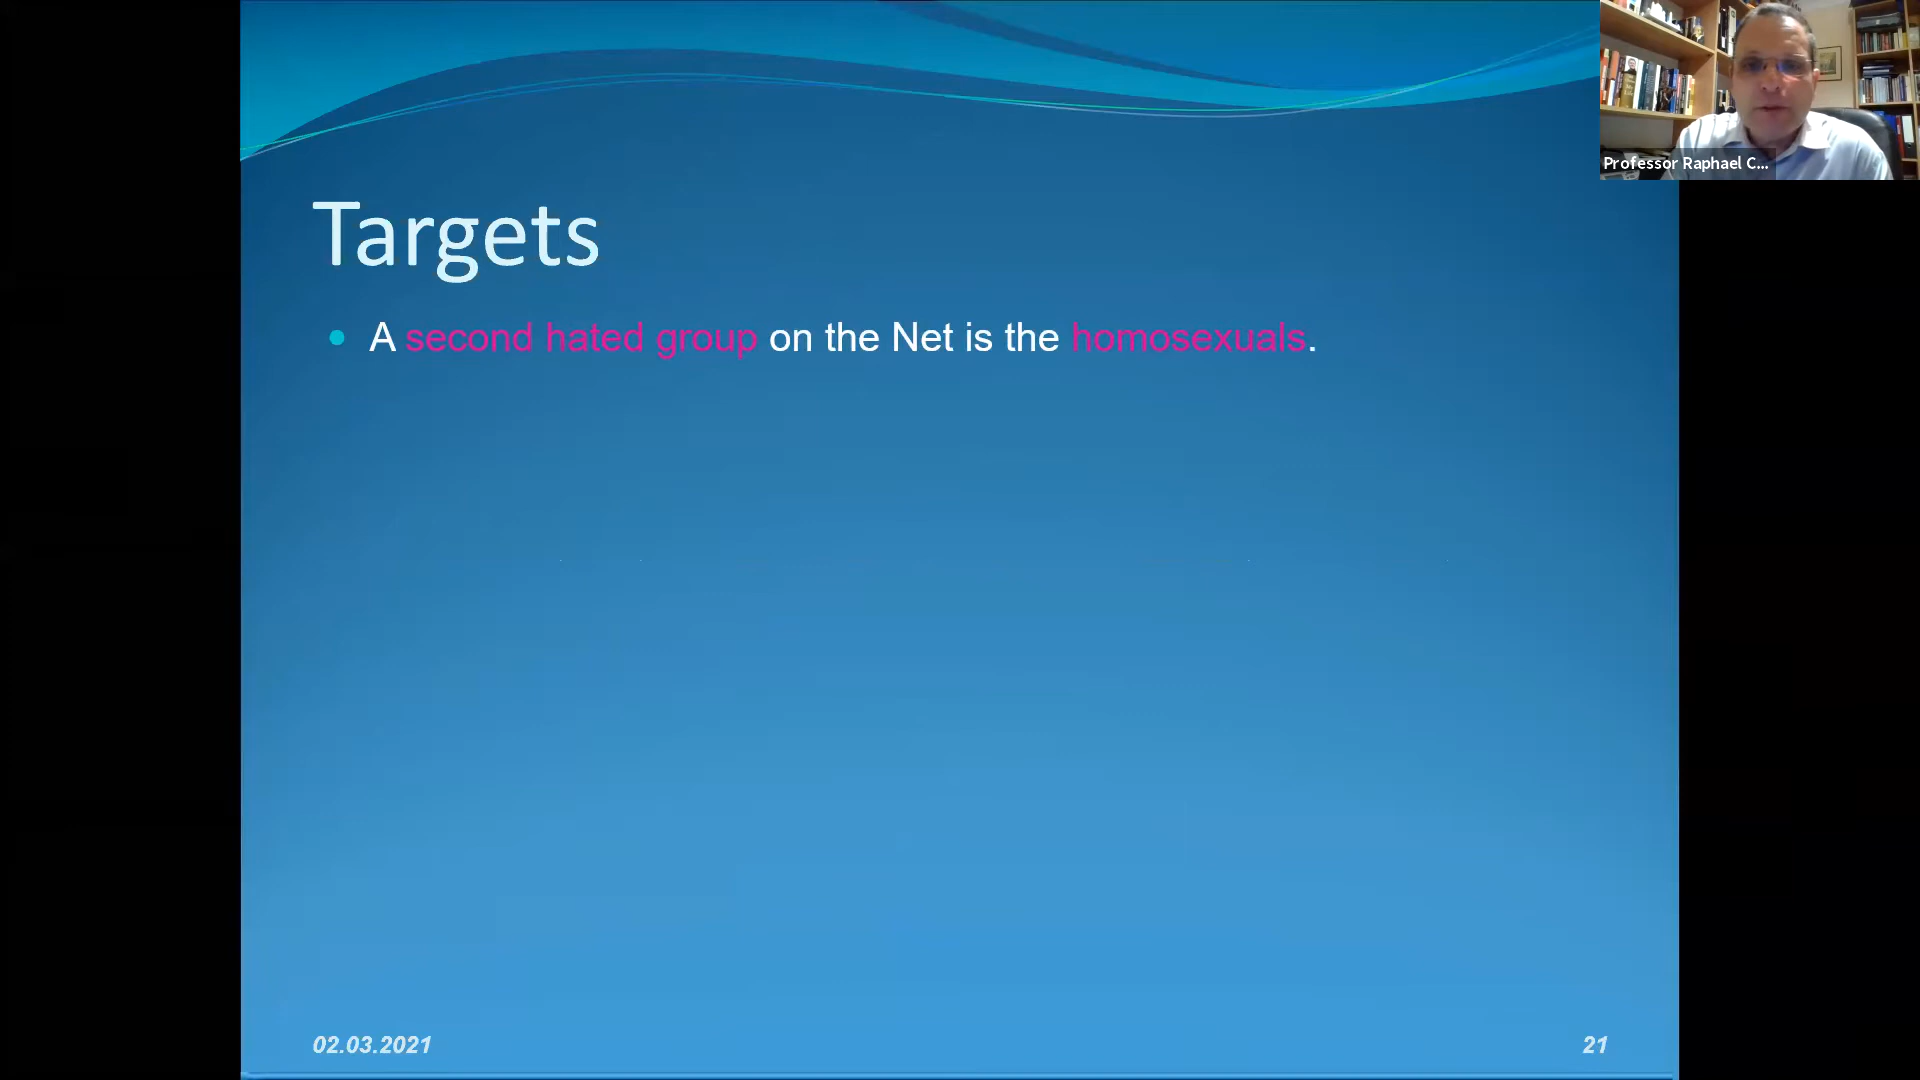 Professor Raphael C...
Targets
• A second hated group on the Net is the homosexuals.
02.03.2021
21